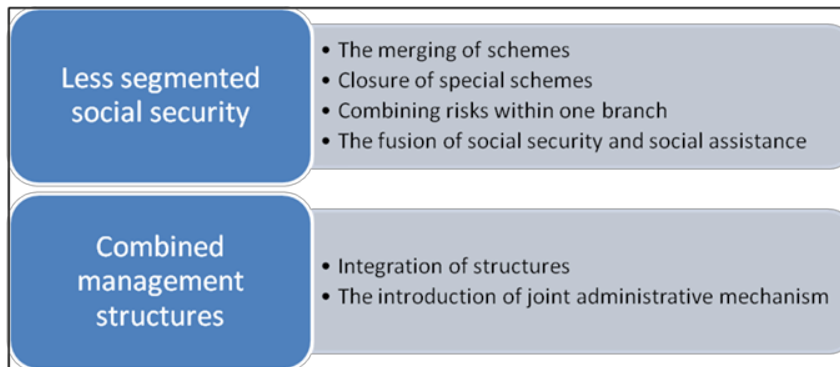 Less segmented
social security
• The merging of schemes
• Closure of special schemes
• Combining risks within one branch
• The fusion of social security and social assistance
Combined
management
structures
• Integration of structures
• The introduction of joint administrative mechanism